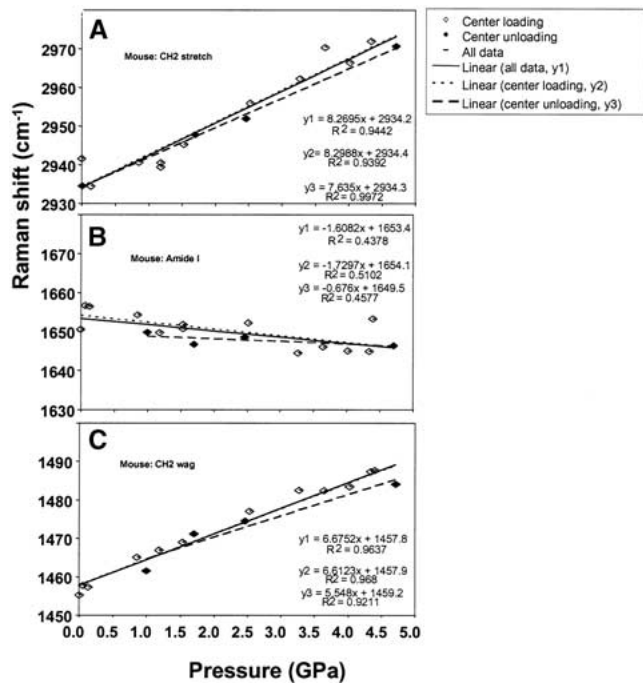 Center loading
Center unloading
All data
Linear (all data, y1)
Linear (center loading, y2)
Linear (center unloading, y3)
Raman shift (cm-1)
A
Mouse: CH2 stretch
2970
2960
2950
2940
2930
y1 = 8.2695x + 2934.2
R2 = 0.9442
y2= 8.2988x + 2934.4
R2 = 0.9392
y3 = 7.635x + 2934.3
R2 = 0.9972
B
Mouse: Amide I
1670
1660
1650
1640
1630
y1 = -1.6082x + 1653.4
R2 = 0.4378
y2 = -1.7297x + 1654.1
R2 = 0.5102
y3 = -0.676x + 1649.5
R2 = 0.4577
C
Mouse: CH2 wag
1490
1480
1470
1460
1450
y1 = 6.6752x + 1457.8
R2 = 0.9637
y2 = 6.6123x + 1457.9
R2 = 0.968
y3 = 5,548x + 1459.2
R2 = 0.9211
0.0 0.5 1.0 1.5 2.0 2.5 3.0 3.5 4.0 4.5 5.0
Pressure (GPa)